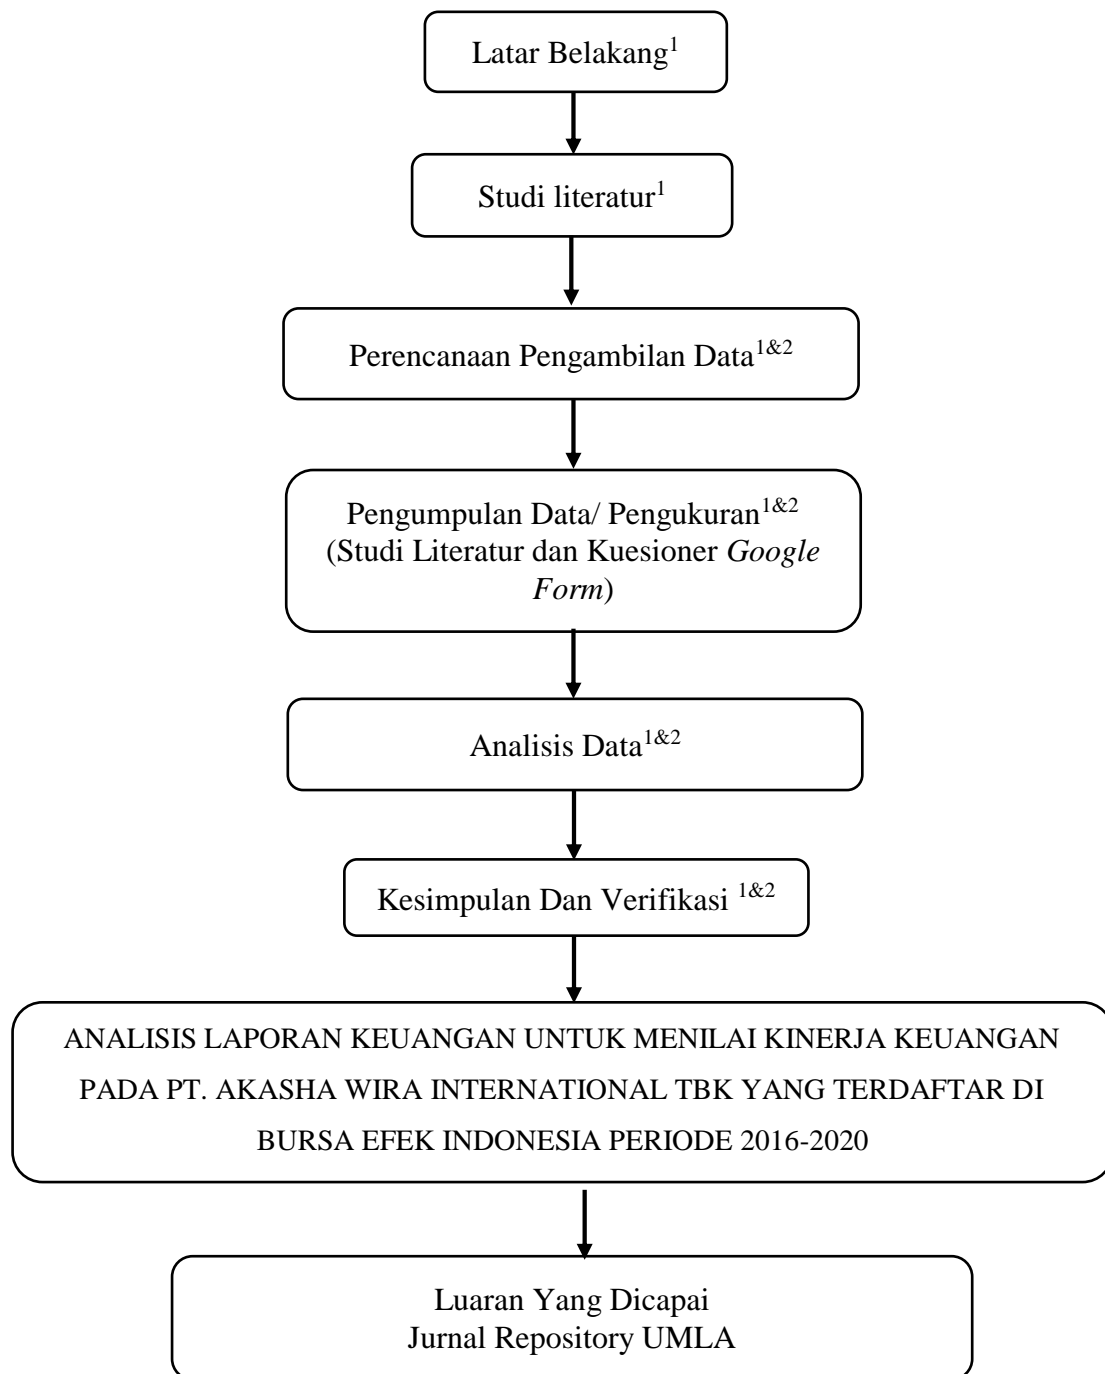 Latar Belakang1
Studi literatur1
Perencanaan Pengambilan Data1&2
Pengumpulan Data/ Pengukuran1&2
(Studi Literatur dan Kuesioner Google
Form)
Analisis Data1&2
Kesimpulan Dan Verifikasi 1&2
ANALISIS LAPORAN KEUANGAN UNTUK MENILAI KINERJA KEUANGAN
PADA PT. AKASHA WIRA INTERNATIONAL TBK YANG TERDAFTAR DI
BURSA EFEK INDONESIA PERIODE 2016-2020
Luaran Yang Dicapai
Jurnal Repository UMLA